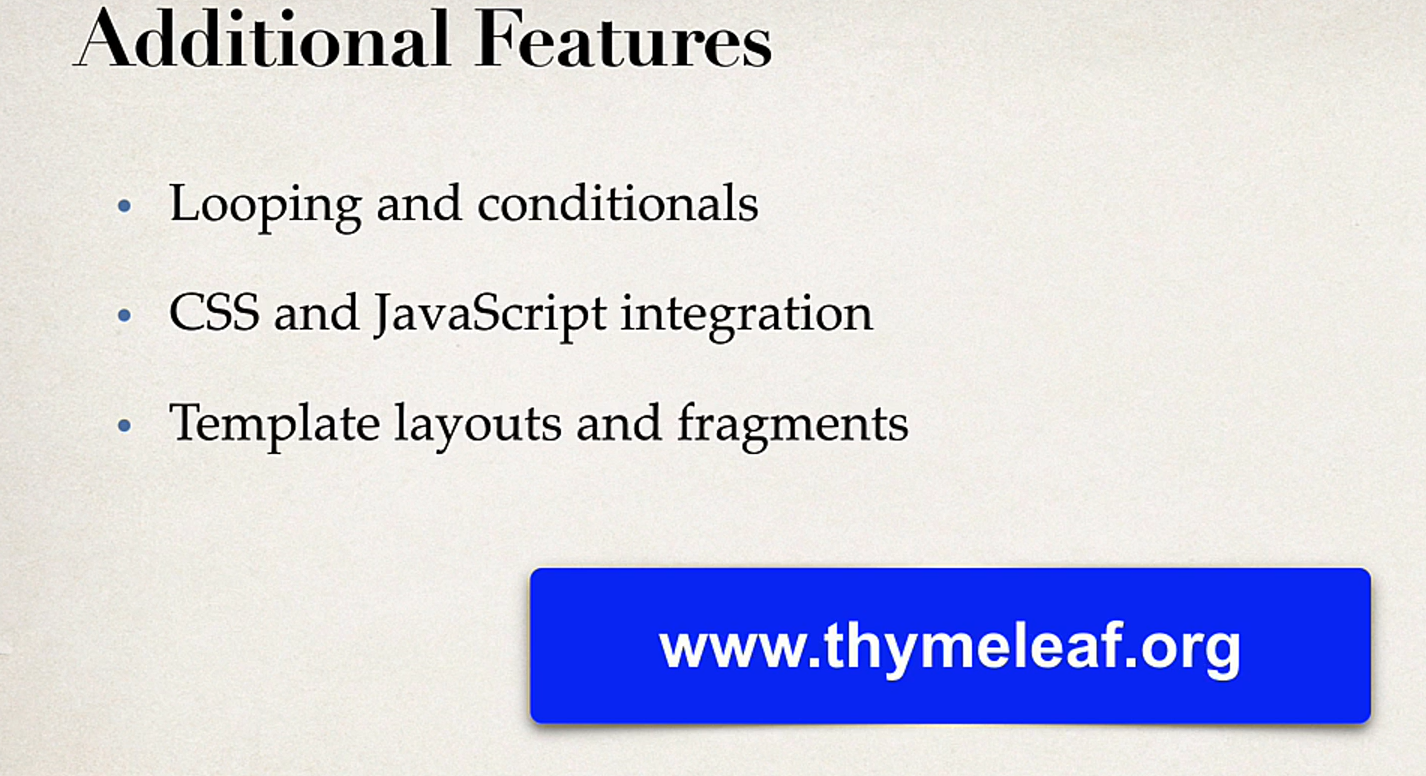 Additional Features
• Looping and conditionals
• CSS and JavaScript integration
• Template layouts and fragments
www.thymeleaf.org